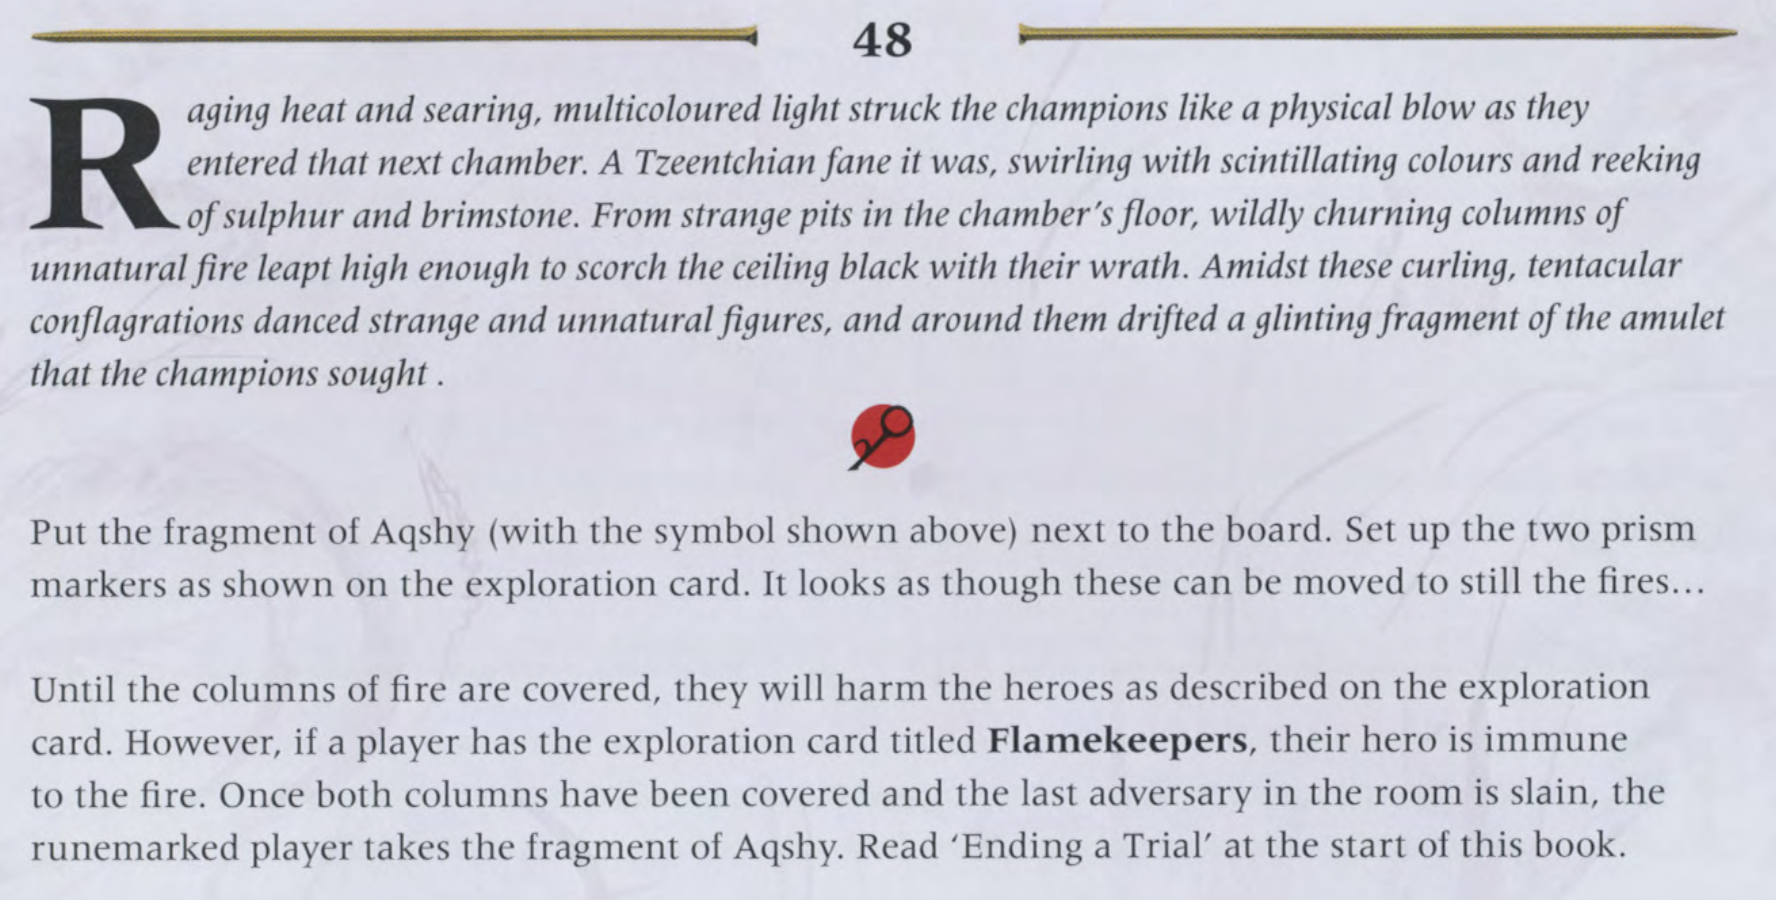 48
Raging heat and searing, multicoloured light struck the champions like a physical blow as they
entered that next chamber. A Tzeentchian fane it was, swirling with scintillating colours and reeking
of sulphur and brimstone. From strange pits in the chamber's floor, wildly churning columns of
unnatural fire leapt high enough to scorch the ceiling black with their wrath. Amidst these curling, tentacular
conflagrations danced strange and unnatural figures, and around them drifted a glinting fragment of the amulet
that the champions sought .
Put the fragment of Aqshy (with the symbol shown above) next to the board. Set up the two prism
markers as shown on the exploration card. It looks as though these can be moved to still the fires...
Until the columns of fire are covered, they will harm the heroes as described on the exploration
card. However, if a player has the exploration card titled Flamekeepers, their hero is immune
to the fire. Once both columns have been covered and the last adversary in the room is slain, the
runemarked player takes the fragment of Aqshy. Read ‘Ending a Trial’ at the start of this book.